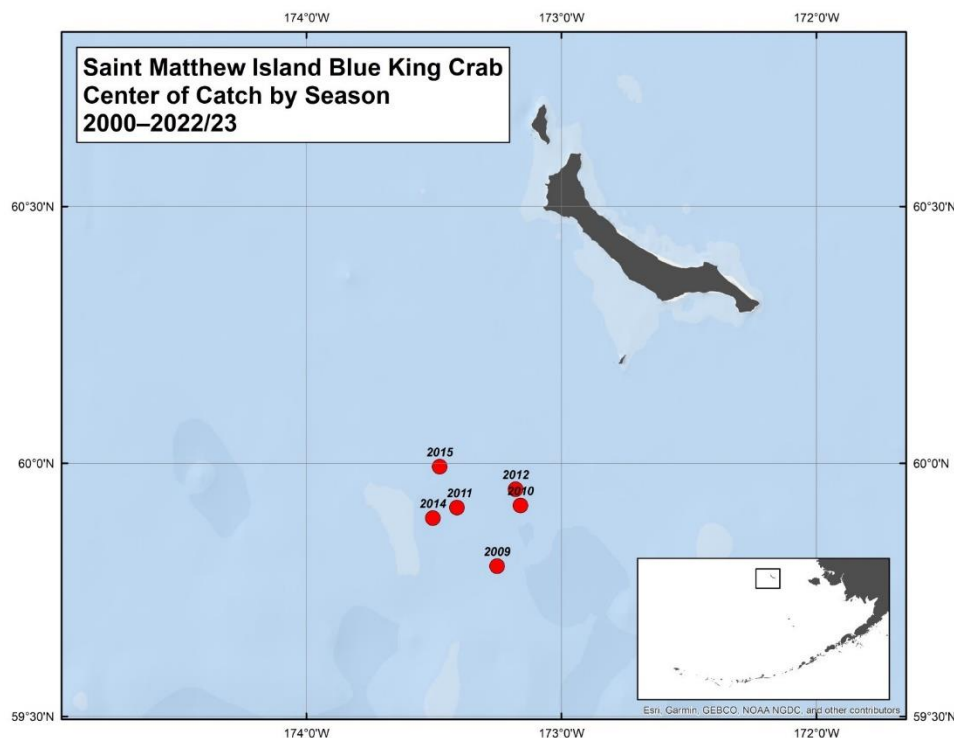 174°0'W 173°0'W 172°0'W
Saint Matthew Island Blue King Crab
Center of Catch by Season
2000–2022/23
60°30'N 60°30'N
2015
60°0'N 60°0'N
2012
2011 2010
2014
2009
59°30'N 59°30'N
Esri, Garmin, GEBCO, NOAA NGDC, and other contributors
174°0'W 173°0'W 172°0'W